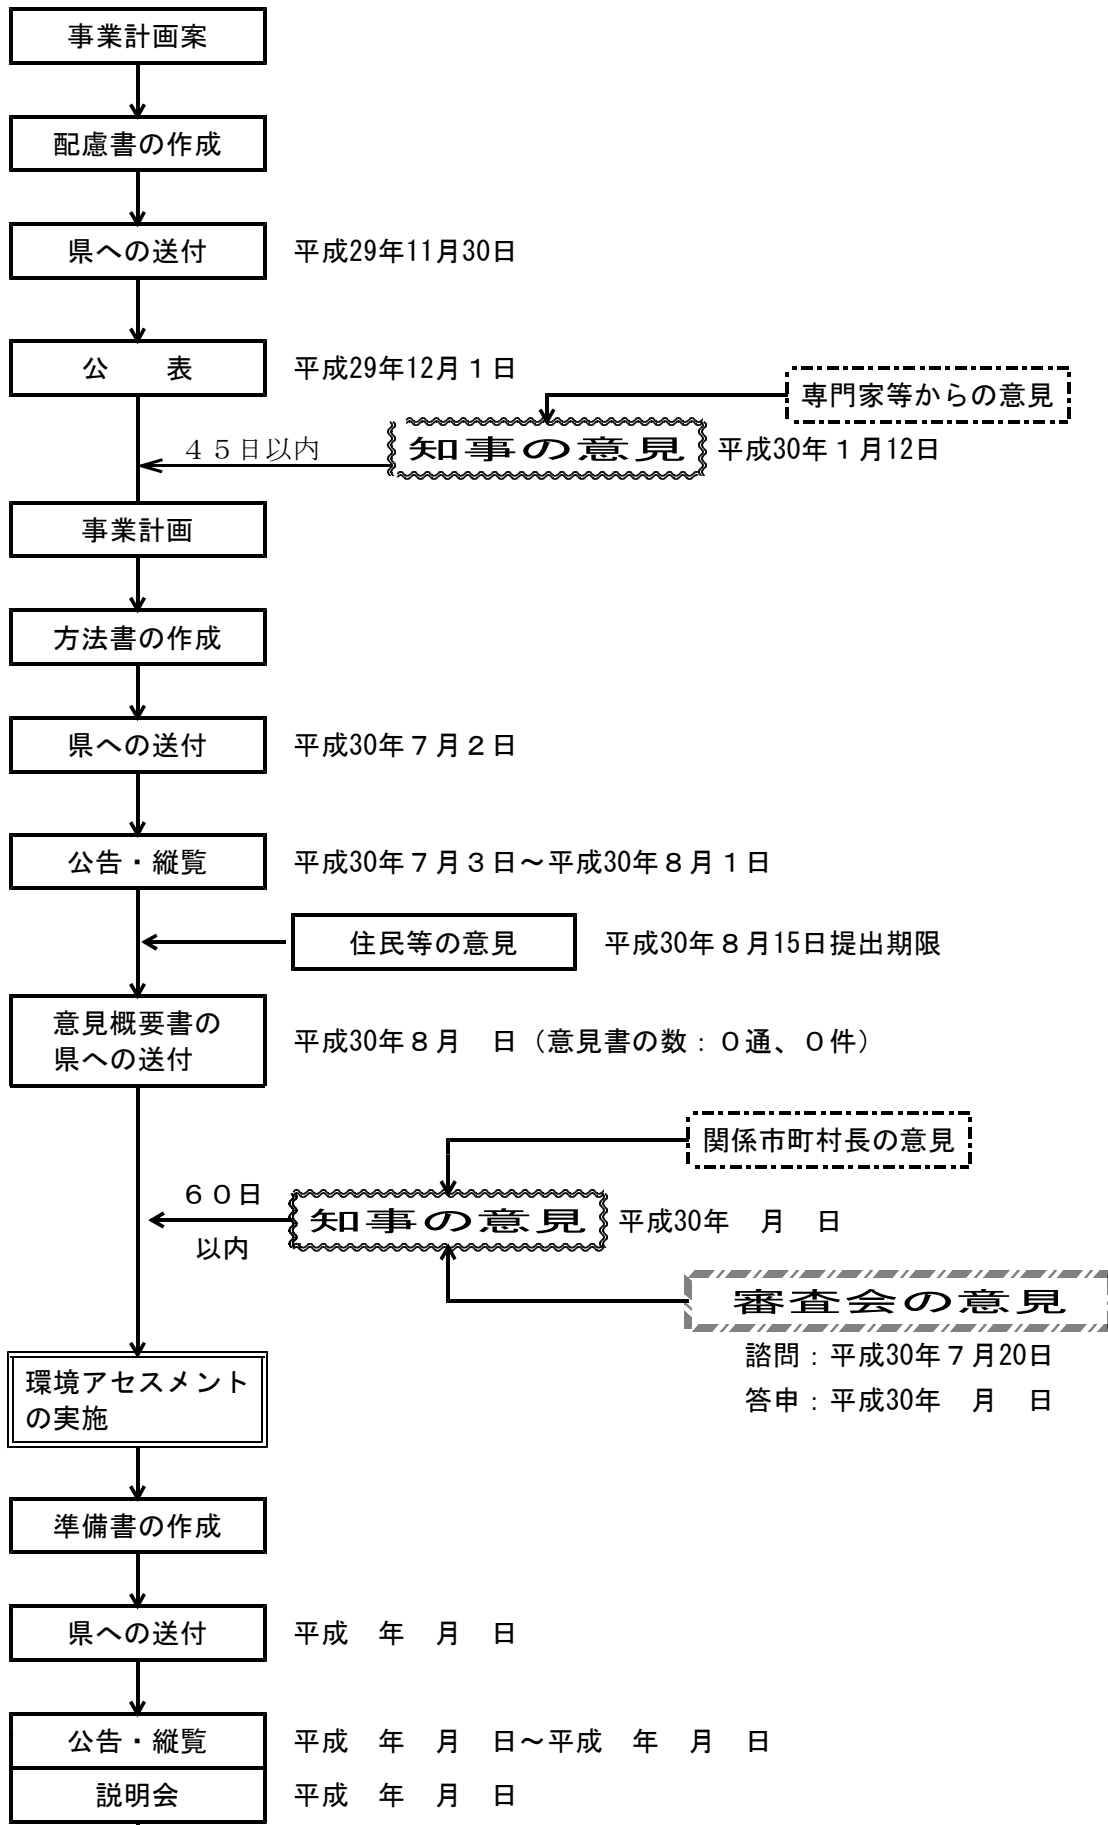 事業計画案
配慮書の作成
県への送付　平成29年11月30日
公　　表　平成29年12月１日
専門家等からの意見
４５日以内　知事の意見　平成30年１月12日
事業計画
方法書の作成
県への送付　平成30年７月２日
公告・縦覧　平成30年７月３日～平成30年８月１日
住民等の意見　平成30年８月15日提出期限
意見概要書の
県への送付
平成30年８月　日（意見書の数：０通、０件）
関係市町村長の意見
６０日
以内
知事の意見　平成30年　月　日
審査会の意見
諮問：平成30年７月20日
答申：平成30年　月　日
環境アセスメント
の実施
準備書の作成
県への送付　平成　年　月　日
公告・縦覧　平成　年　月　日～平成　年　月　日
説明会　平成　年　月　日